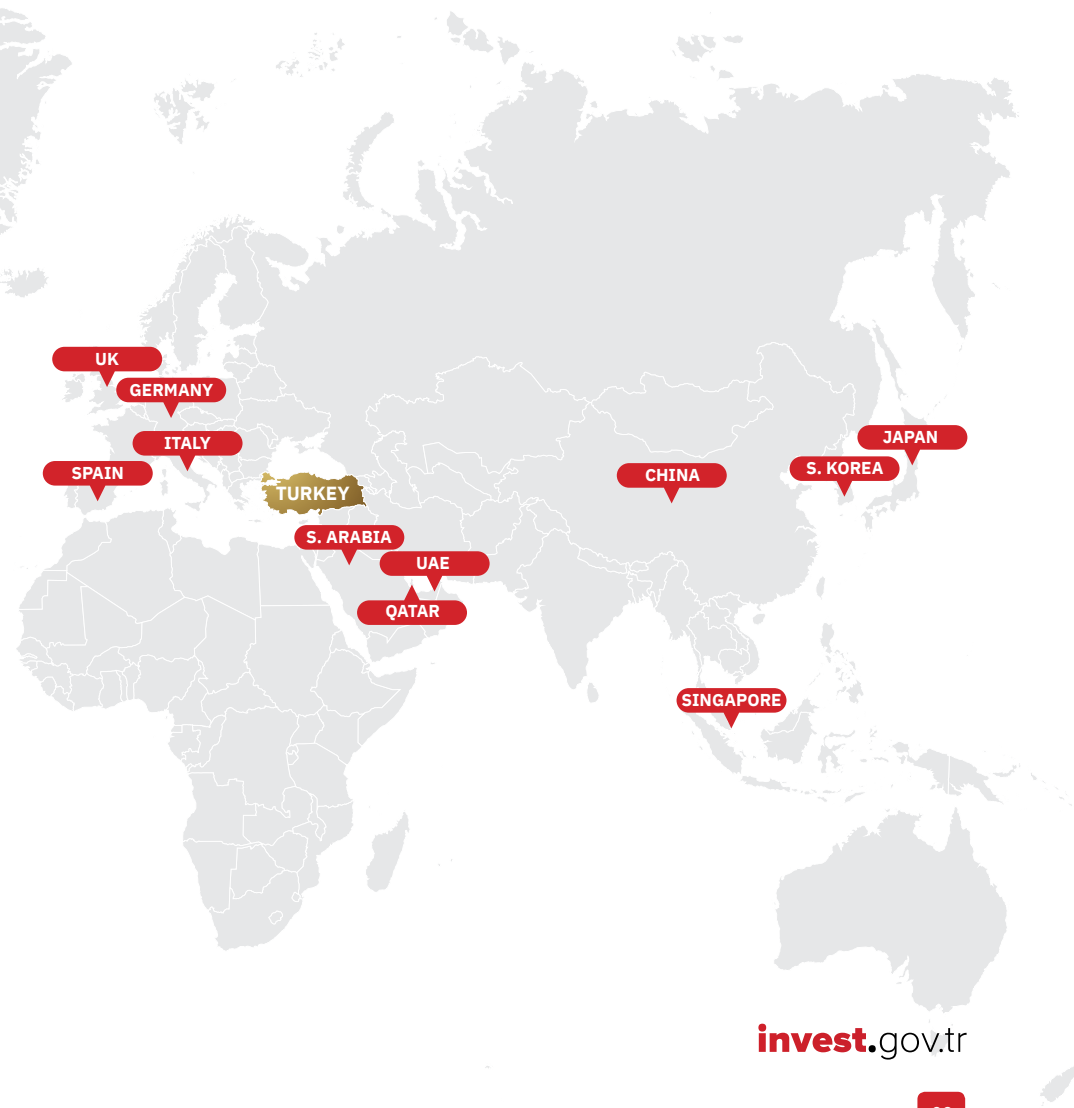 UK
GERMANY
ITALY
SPAIN
TURKEY
JAPAN
S. KOREA
CHINA
S. ARABIA
UAE
QATAR
SINGAPORE
invest.gov.tr